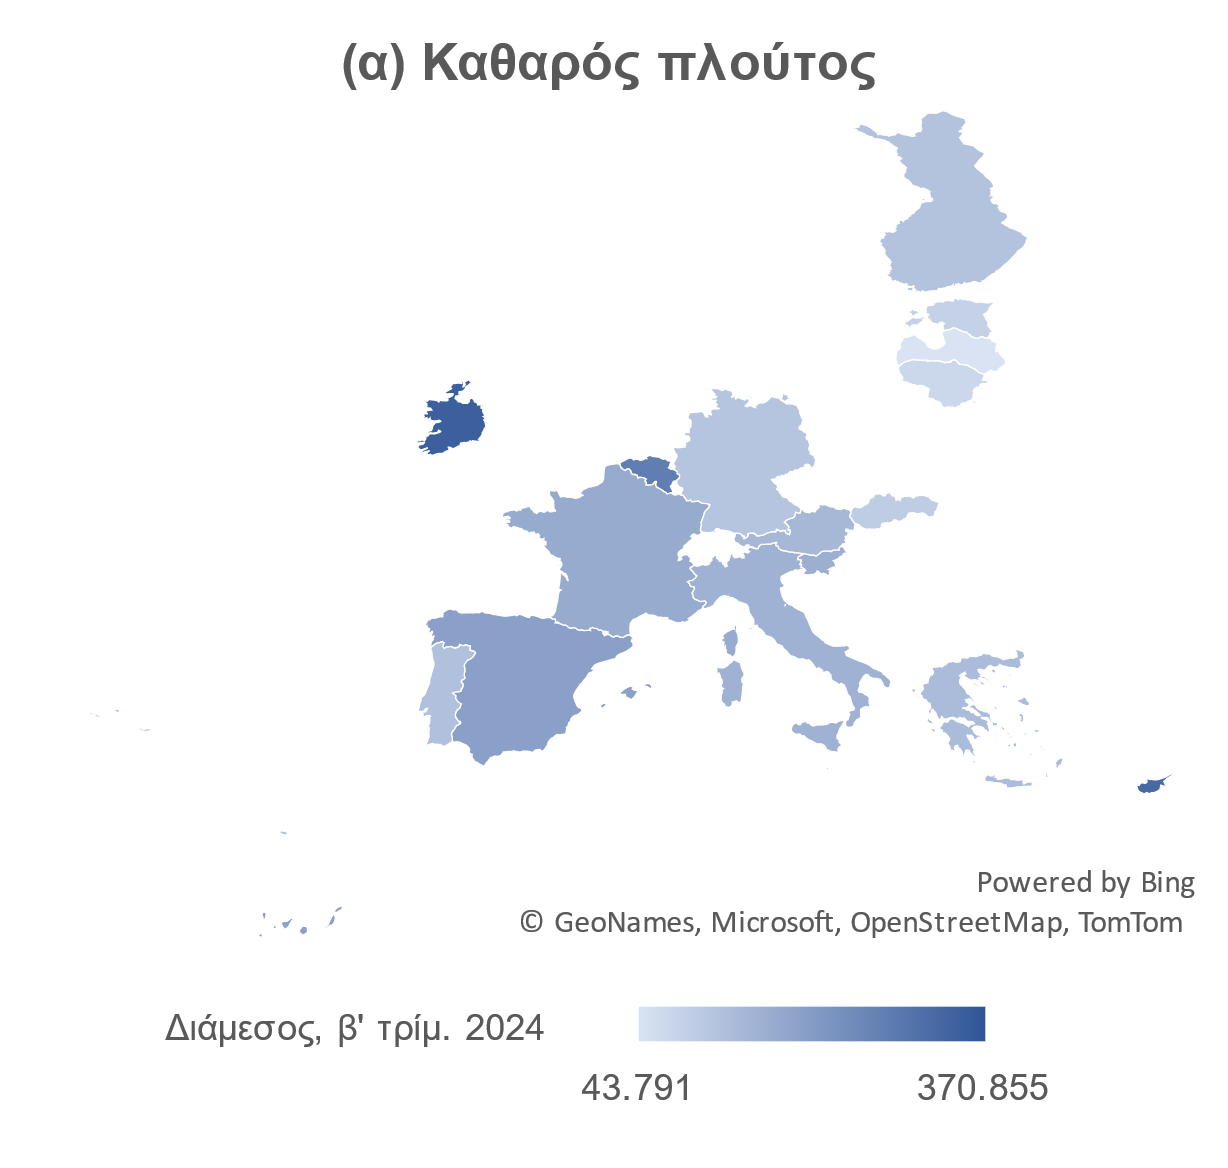 (α) Καθαρός πλούτος
Powered by Bing
© GeoNames, Microsoft, OpenStreetMap, TomTom
Διάμεσος, β' τρίμ. 2024
43.791 370.855